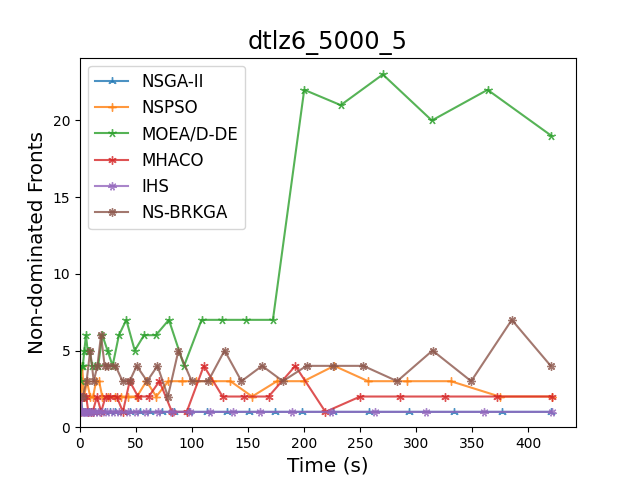 dtlz6_5000_5
NSGA-II
NSPSO
MOEA/D-DE
MHACO
IHS
NS-BRKGA
Non-dominated Fronts
20
15
10
5
0
0 50 100 150 200 250 300 350 400
Time (s)